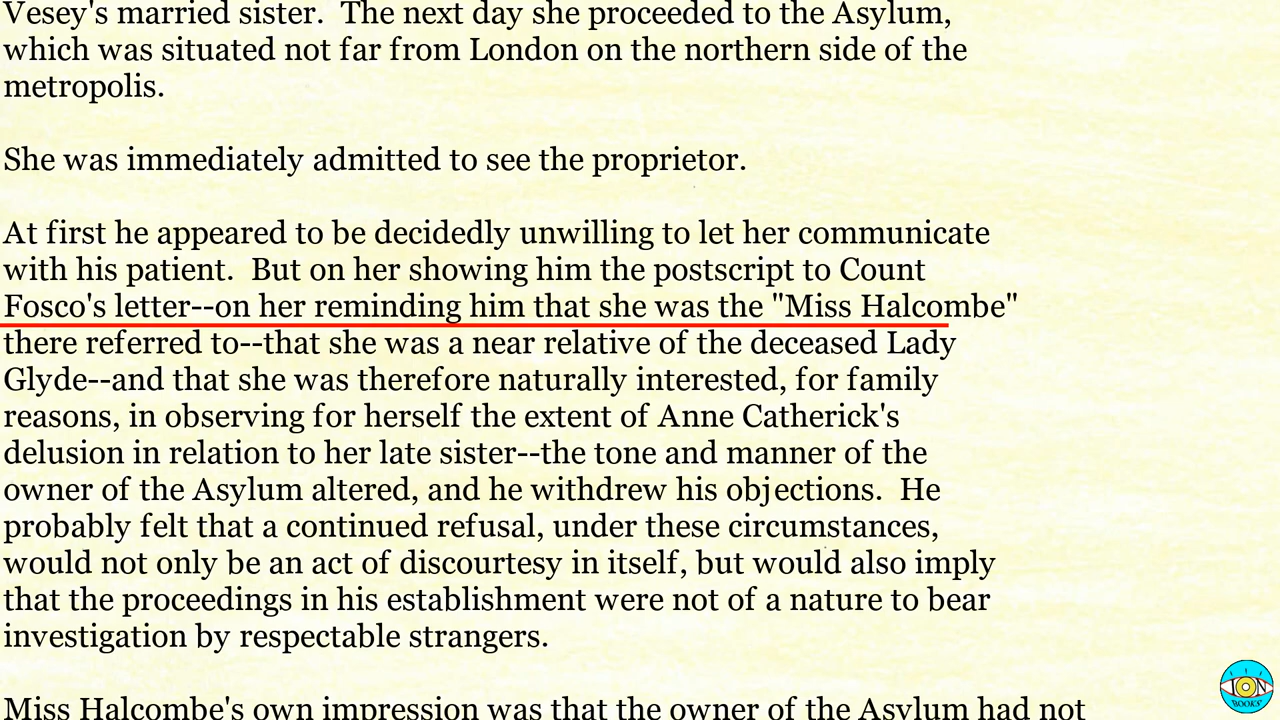 Vesey's married sister.  The next day she proceeded to the Asylum,
which was situated not far from London on the northern side of the
metropolis.
She was immediately admitted to see the proprietor.
At first he appeared to be decidedly unwilling to let her communicate
with his patient.  But on her showing him the postscript to Count
Fosco's letter--on her reminding him that she was the "Miss Halcombe"
there referred to--that she was a near relative of the deceased Lady
Glyde--and that she was therefore naturally interested, for family
reasons, in observing for herself the extent of Anne Catherick's
delusion in relation to her late sister--the tone and manner of the
owner of the Asylum altered, and he withdrew his objections.  He
probably felt that a continued refusal, under these circumstances,
would not only be an act of discourtesy in itself, but would also imply
that the proceedings in his establishment were not of a nature to bear
investigation by respectable strangers.
Miss Halcombe's own impression was that the owner of the Asylum had not
ION
BOOKS